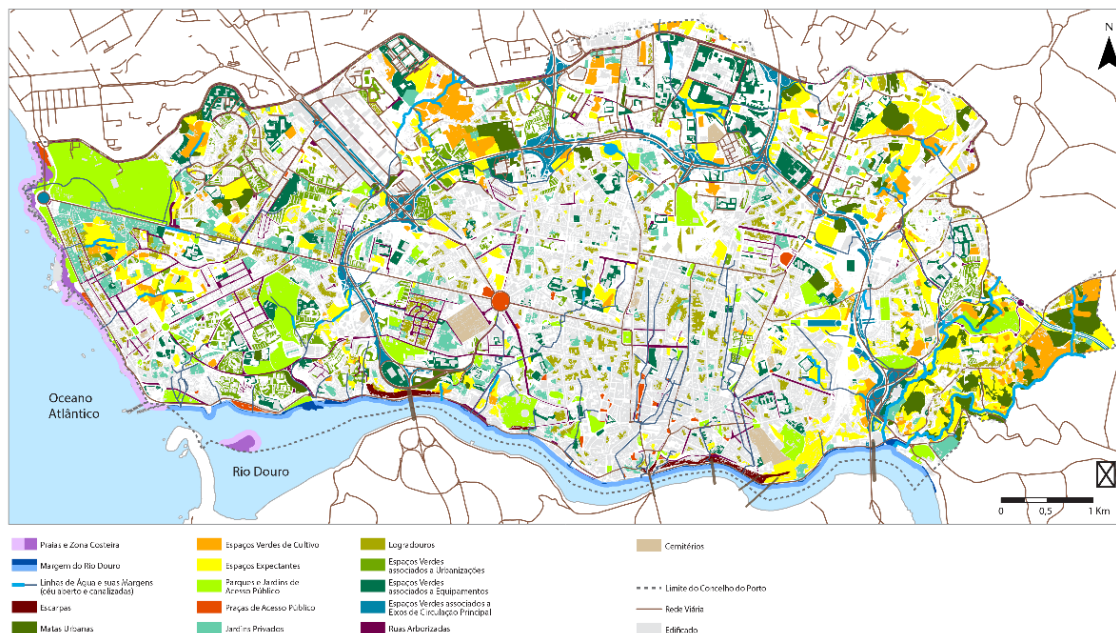 N
Oceano
Atlântico
Rio Douro
0 0,5 1 Km
Praias e Zona Costeira
Margem do Rio Douro
Linhas de Água e suas Margens
(céu aberto e canalizadas)
Escarpas
Matas Urbanas
Espaços Verdes de Cultivo
Espaços Expectantes
Parques e Jardins de
Acesso Público
Praças de Acesso Público
Jardins Privados
Logradouros
Espaços Verdes
associados a Urbanizações
Espaços Verdes
associados a Equipamentos
Espaços Verdes associados a
Eixos de Circulação Principal
Ruas Arborizadas
Cemitérios
Limite do Concelho do Porto
Rede Viária
Edificado